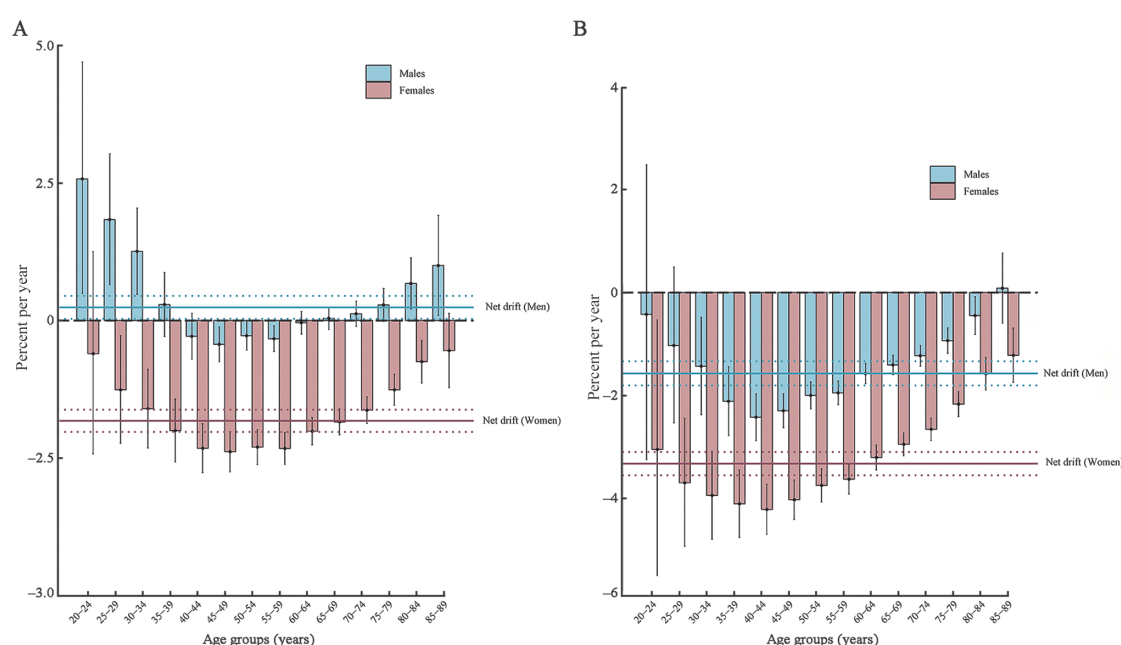 A
5.0
2.5
0
−2.5
−3.0
Percent per year
Males
Females
Net drift (Men)
Net drift (Women)
20−24
25−29
30−34
35−39
40−44
45−49
50−54
55−59
60−64
65−69
70−74
75−79
80−84
85−89
Age groups (years)
B
4
2
0
−2
−4
−6
Percent per year
Males
Females
Net drift (Men)
Net drift (Women)
20−24
25−29
30−34
35−39
40−44
45−49
50−54
55−59
60−64
65−69
70−74
75−79
80−84
85−89
Age groups (years)